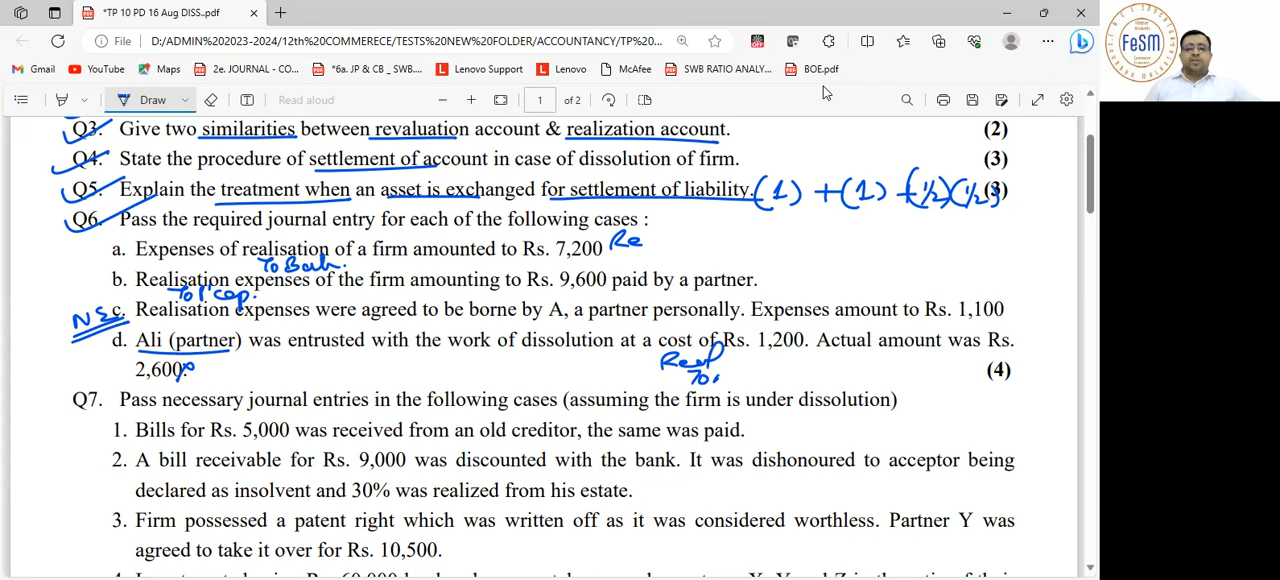 *TP 10 PD 16 Aug DISS..pdf
File D:/ADMIN%202023-2024/12th%20COMMERECE/TESTS%20NEW%20FOLDER/ACCOUNTANCY/TP%20...
Gmail YouTube Maps 2e. JOURNAL - CO... *6a. JP & CB _ SWB... Lenovo Support Lenovo McAfee SWB RATIO ANALY... BOE.pdf
Draw Read aloud 1 of 2
FeSM
Q3. Give two similarities between revaluation account & realization account. (2)
Q4. State the procedure of settlement of account in case of dissolution of firm. (3)
Q5. Explain the treatment when an asset is exchanged for settlement of liability. (1) + (1) + (1/2) (1/2) (3)
Q6. Pass the required journal entry for each of the following cases :
a. Expenses of realisation of a firm amounted to Rs. 7,200 Re
To Bank.
b. Realisation expenses of the firm amounting to Rs. 9,600 paid by a partner.
To P' cap.
NE c. Realisation expenses were agreed to be borne by A, a partner personally. Expenses amount to Rs. 1,100
d. Ali (partner) was entrusted with the work of dissolution at a cost of Rs. 1,200. Actual amount was Rs.
2,600. (4)
Real
To
Q7. Pass necessary journal entries in the following cases (assuming the firm is under dissolution)
1. Bills for Rs. 5,000 was received from an old creditor, the same was paid.
2. A bill receivable for Rs. 9,000 was discounted with the bank. It was dishonoured to acceptor being
declared as insolvent and 30% was realized from his estate.
3. Firm possessed a patent right which was written off as it was considered worthless. Partner Y was
agreed to take it over for Rs. 10,500.